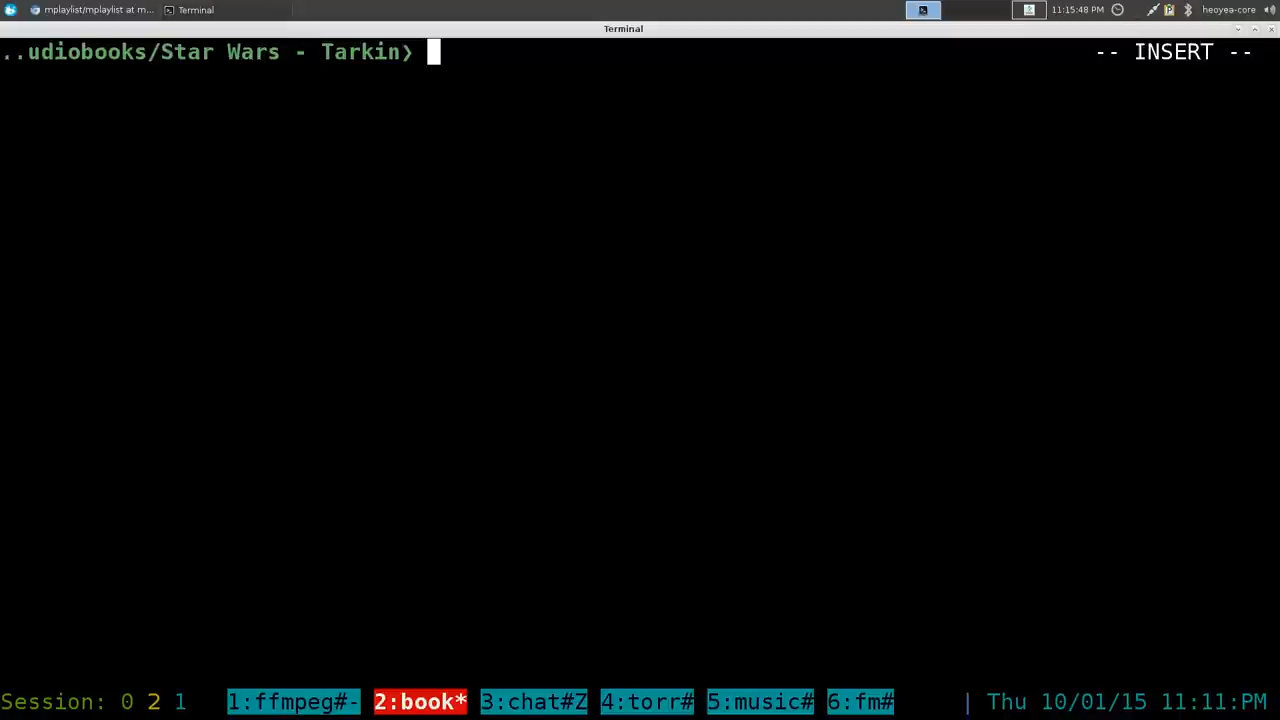 mplaylist/mplaylist at m... Terminal 11:15:48 PM heoyea-core
Terminal
..udiobooks/Star Wars - Tarkin❯ -- INSERT --
Session: 0 2 1 1:ffmpeg#- 2:book* 3:chat#Z 4:torr# 5:music# 6:fm# | Thu 10/01/15 11:11:PM